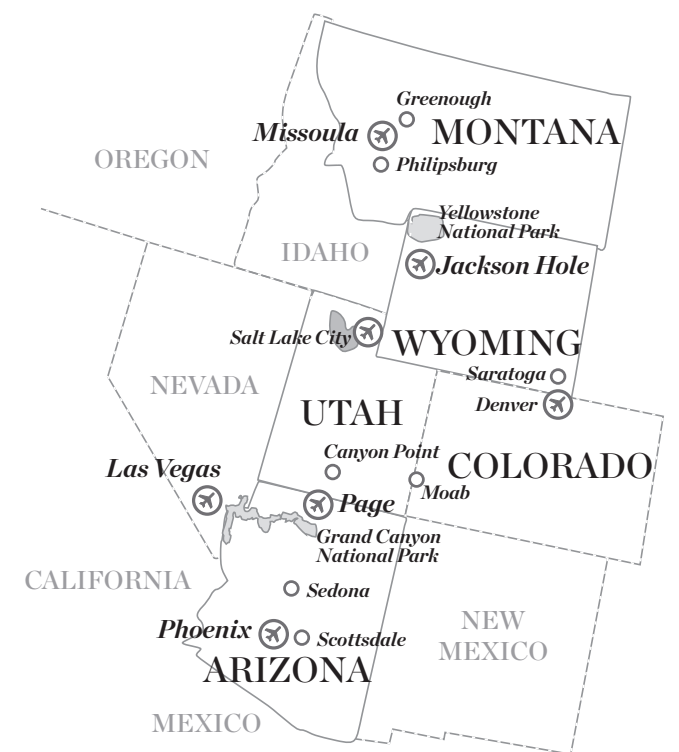 Greenough
Missoula
MONTANA
OREGON
Philipsburg
Yellowstone
National Park
IDAHO
Jackson Hole
Salt Lake City
WYOMING
Saratoga
NEVADA
Denver
UTAH
Canyon Point
COLORADO
Las Vegas
Moab
Page
Grand Canyon
National Park
CALIFORNIA
Sedona
NEW
MEXICO
Phoenix
Scottsdale
ARIZONA
MEXICO